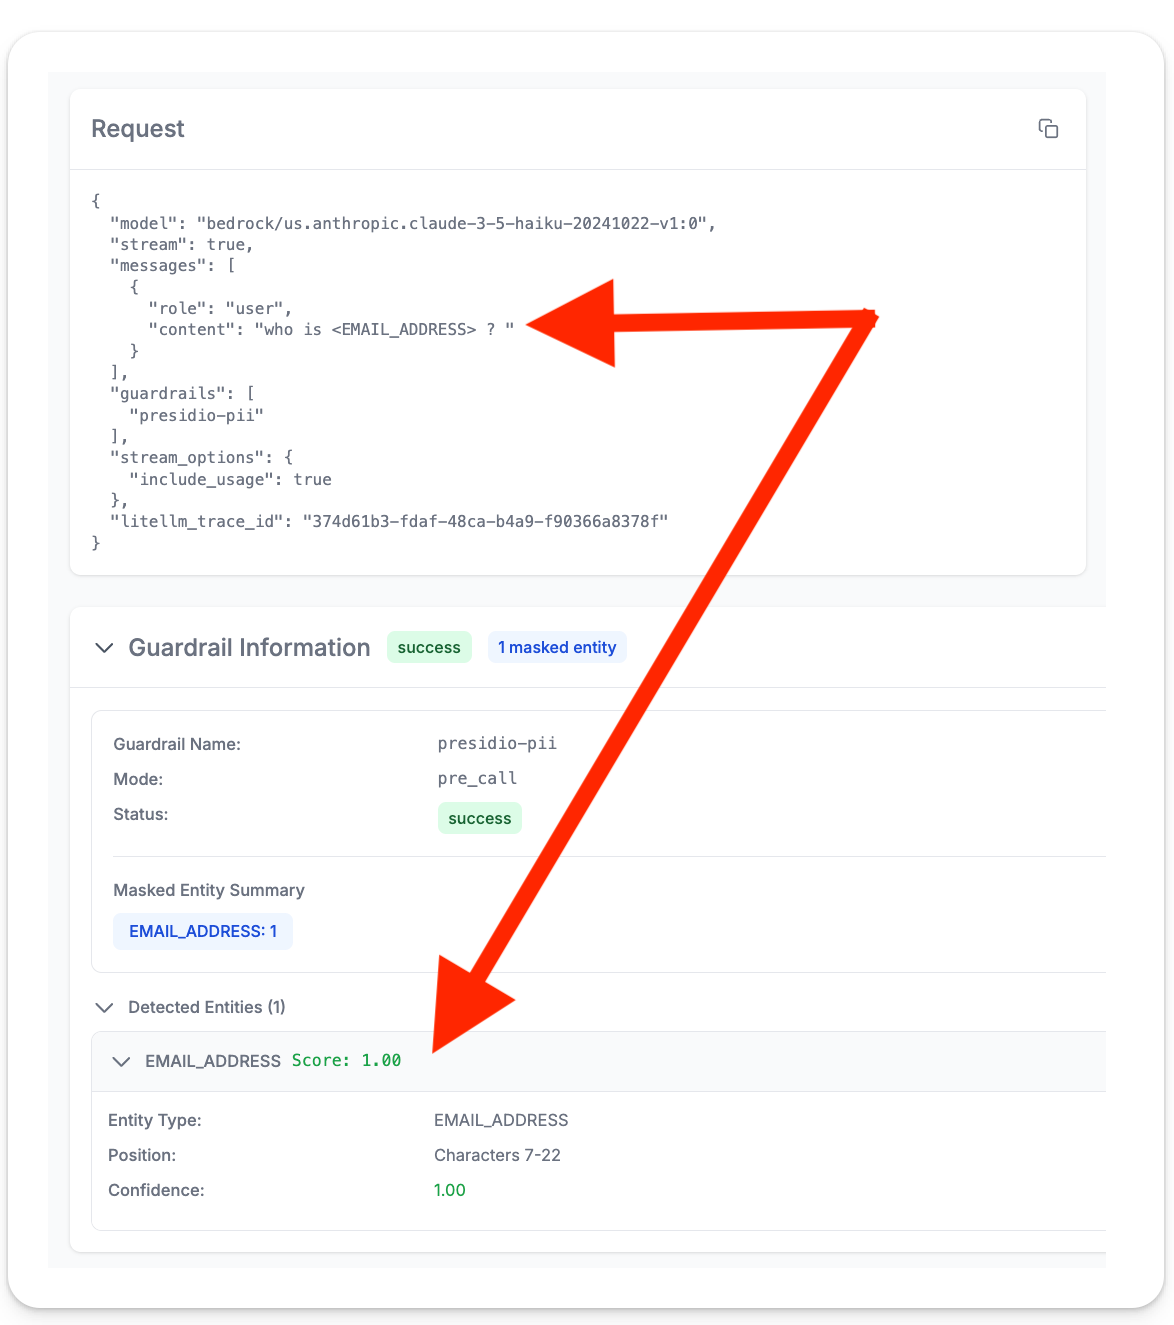 Request
{
  "model": "bedrock/us.anthropic.claude-3-5-haiku-20241022-v1:0",
  "stream": true,
  "messages": [
    {
      "role": "user",
      "content": "who is <EMAIL_ADDRESS> ? "
    }
  ],
  "guardrails": [
    "presidio-pii"
  ],
  "stream_options": {
    "include_usage": true
  },
  "litellm_trace_id": "374d61b3-fdaf-48ca-b4a9-f90366a8378f"
}
Guardrail Information success 1 masked entity
Guardrail Name: presidio-pii
Mode: pre_call
Status: success
Masked Entity Summary
EMAIL_ADDRESS: 1
Detected Entities (1)
EMAIL_ADDRESS Score: 1.00
Entity Type: EMAIL_ADDRESS
Position: Characters 7-22
Confidence: 1.00